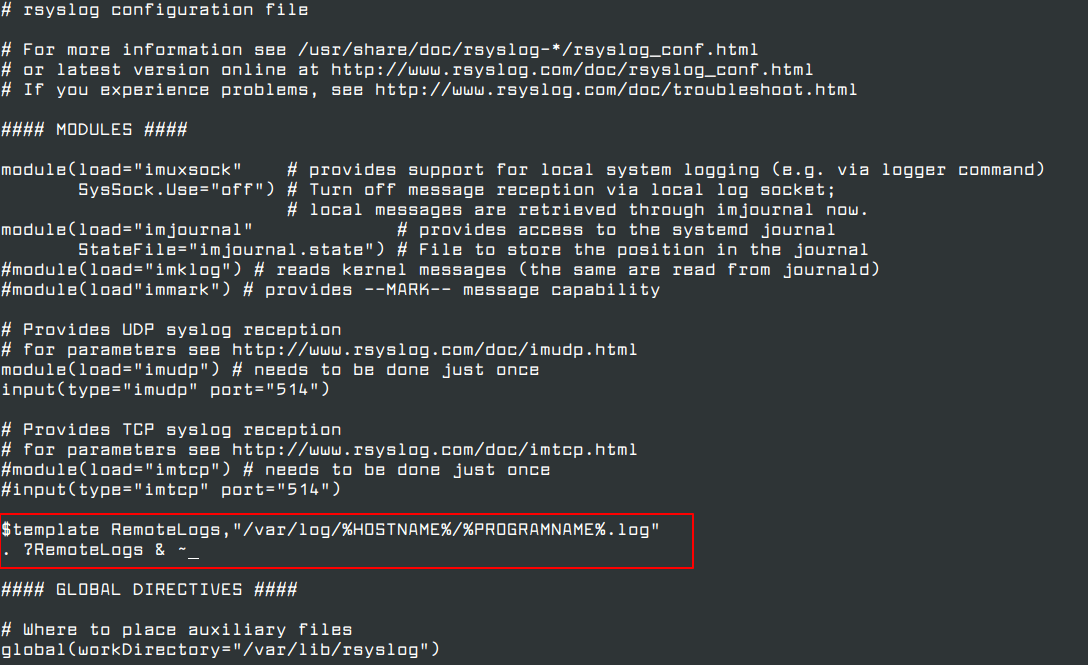 # rsyslog configuration file
# For more information see /usr/share/doc/rsyslog-*/rsyslog_conf.html
# or latest version online at http://www.rsyslog.com/doc/rsyslog_conf.html
# If you experience problems, see http://www.rsyslog.com/doc/troubleshoot.html
#### MODULES ####
module(load="imuxsock"    # provides support for local system logging (e.g. via logger command)
       SysSock.Use="off") # Turn off message reception via local log socket;
                          # local messages are retrieved through imjournal now.
module(load="imjournal"             # provides access to the systemd journal
       StateFile="imjournal.state") # File to store the position in the journal
#module(load="imklog") # reads kernel messages (the same are read from journald)
#module(load"immark") # provides --MARK-- message capability
# Provides UDP syslog reception
# for parameters see http://www.rsyslog.com/doc/imudp.html
module(load="imudp") # needs to be done just once
input(type="imudp" port="514")
# Provides TCP syslog reception
# for parameters see http://www.rsyslog.com/doc/imtcp.html
#module(load="imtcp") # needs to be done just once
#input(type="imtcp" port="514")
$template RemoteLogs,"/var/log/%HOSTNAME%/%PROGRAMNAME%.log"
. ?RemoteLogs & ~_
#### GLOBAL DIRECTIVES ####
# Where to place auxiliary files
global(workDirectory="/var/lib/rsyslog")